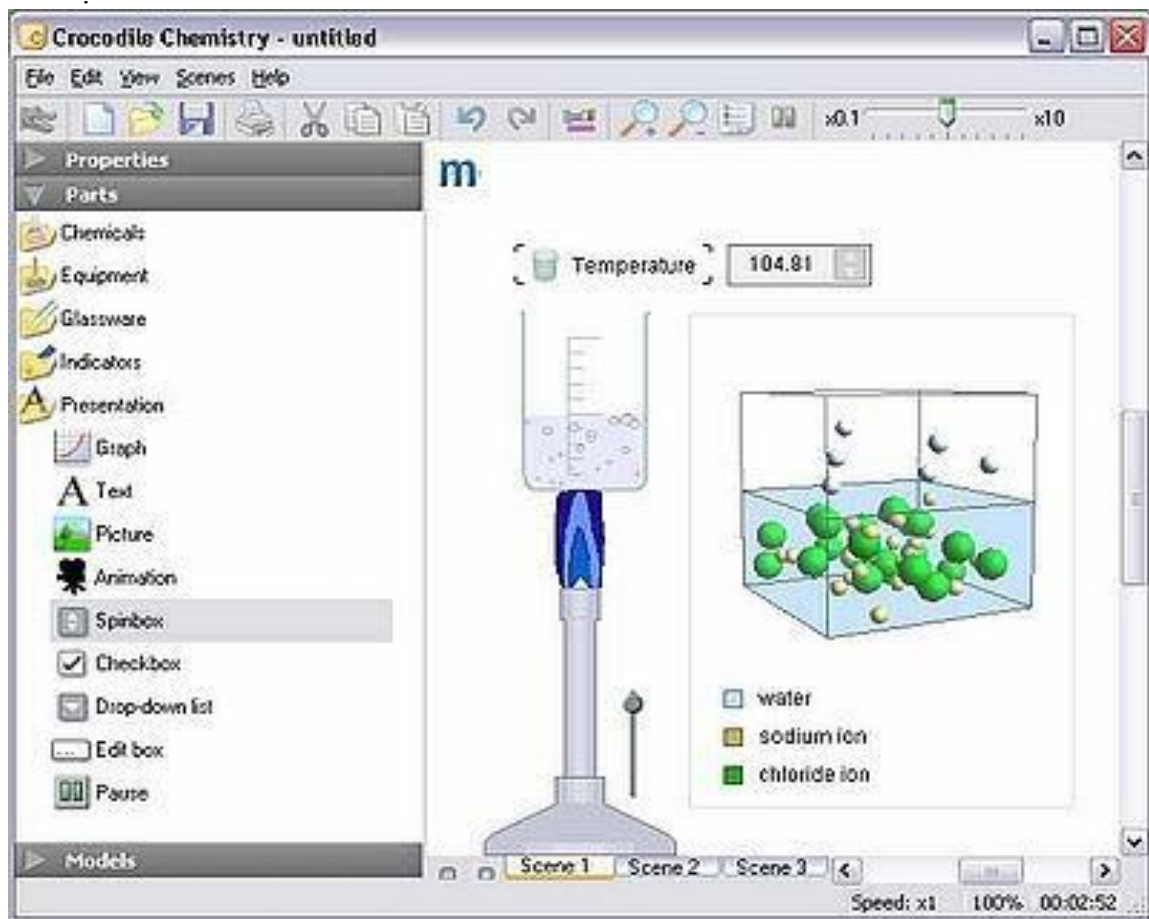 Crocodile Chemistry - untitled
File Edit View Scenes Help
x0.1 x10
Properties
Parts
Chemicals
Equipment
Glassware
Indicators
Presentation
Graph
Text
Picture
Animation
Spinbox
Checkbox
Drop-down list
Edit box
Pause
Models
m
Temperature 104.81
water
sodium ion
chloride ion
Scene 1 Scene 2 Scene 3
Speed: x1 100% 00:02:52